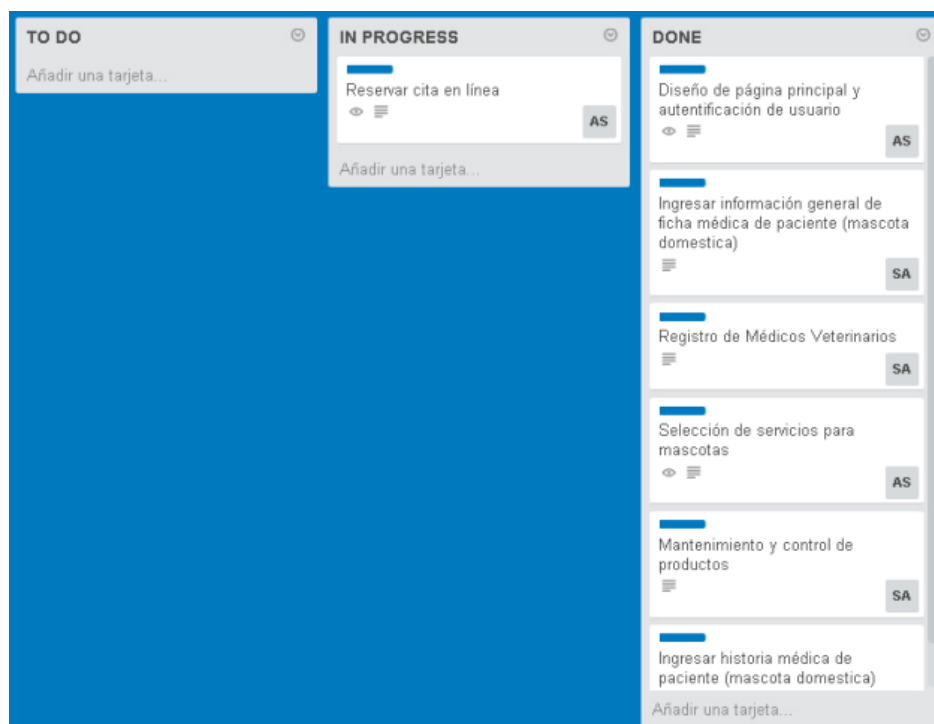 TO DO
Añadir una tarjeta...
IN PROGRESS
Reservar cita en línea
AS
Añadir una tarjeta...
DONE
Diseño de página principal y
autentificación de usuario
AS
Ingresar información general de
ficha médica de paciente (mascota
domestica)
SA
Registro de Médicos Veterinarios
SA
Selección de servicios para
mascotas
AS
Mantenimiento y control de
productos
SA
Ingresar historia médica de
paciente (mascota domestica)
Añadir una tarjeta...